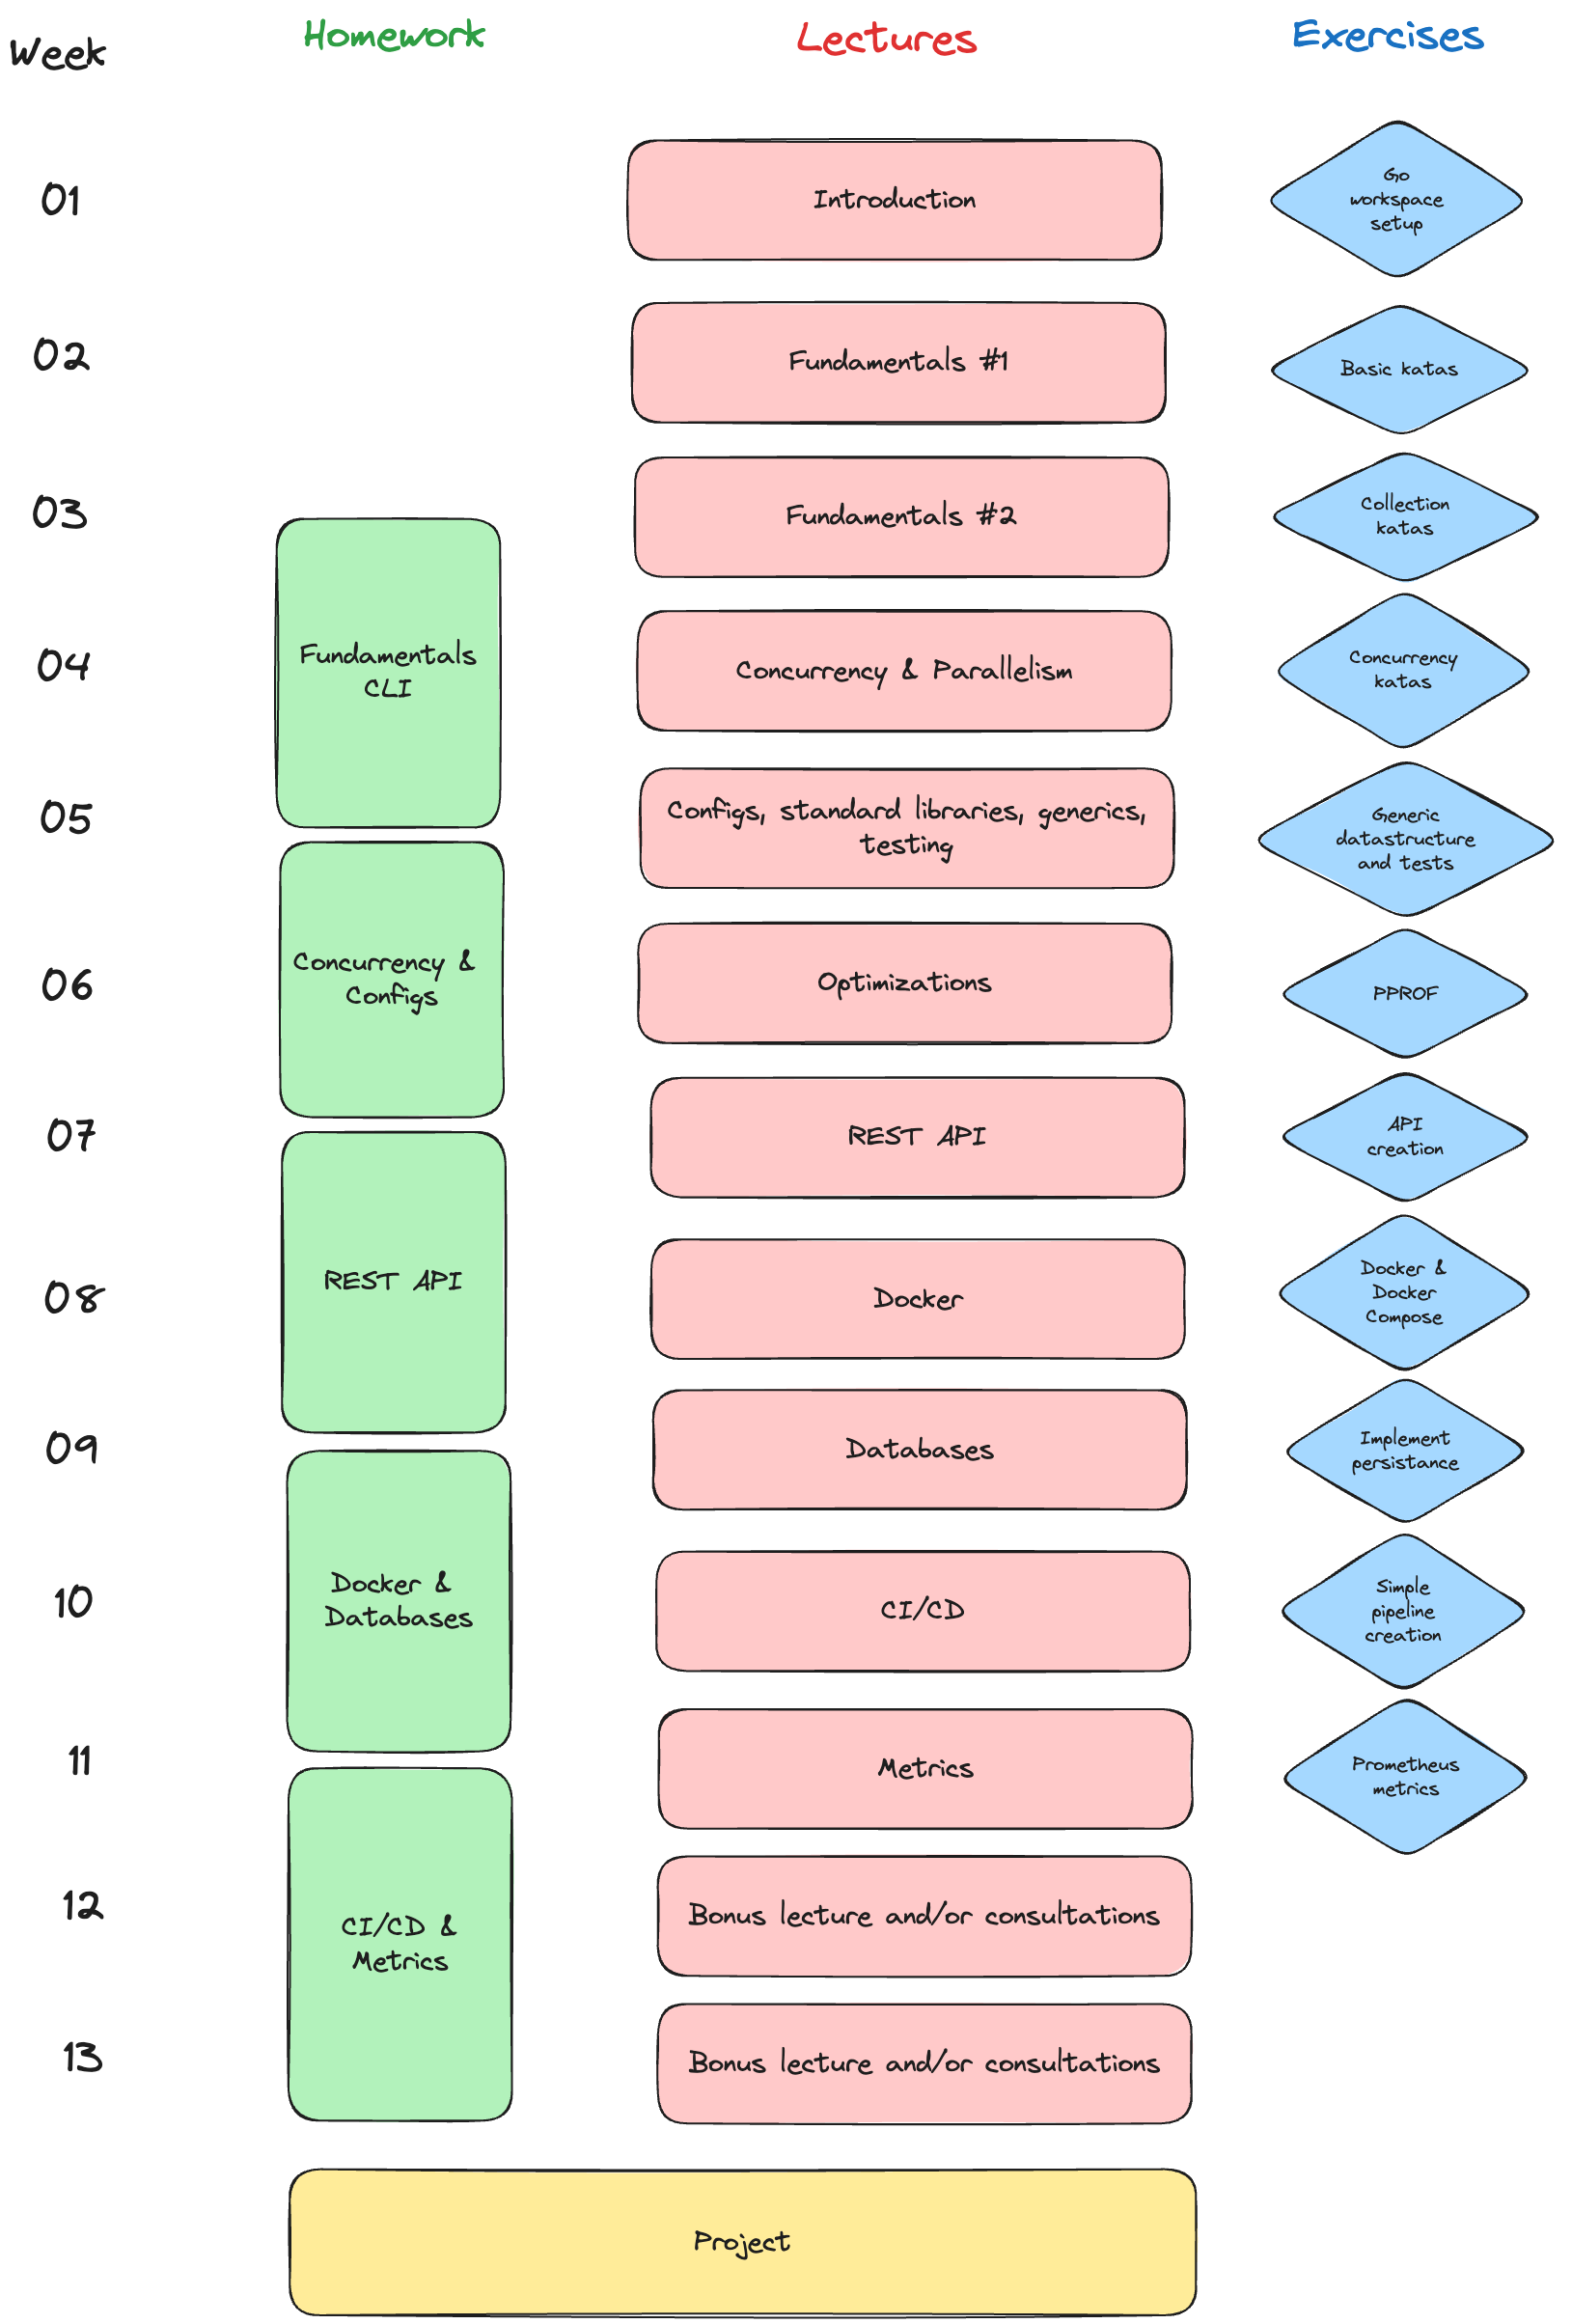 Week
Homework
Lectures
Exercises
01
Introduction
Go
workspace
setup
02
Fundamentals #1
Basic katas
03
Fundamentals #2
Collection
katas
04
Fundamentals
CLI
Concurrency & Parallelism
Concurrency
katas
05
Configs, standard libraries, generics,
testing
Generic
datastructure
and tests
06
Concurrency &
Configs
Optimizations
PPROF
07
REST API
API
creation
08
REST API
Docker
Docker &
Docker
Compose
09
Databases
Implement
persistance
10
Docker &
Databases
CI/CD
Simple
pipeline
creation
11
Metrics
Prometheus
metrics
12
CI/CD &
Metrics
Bonus lecture and/or consultations
13
Bonus lecture and/or consultations
Project